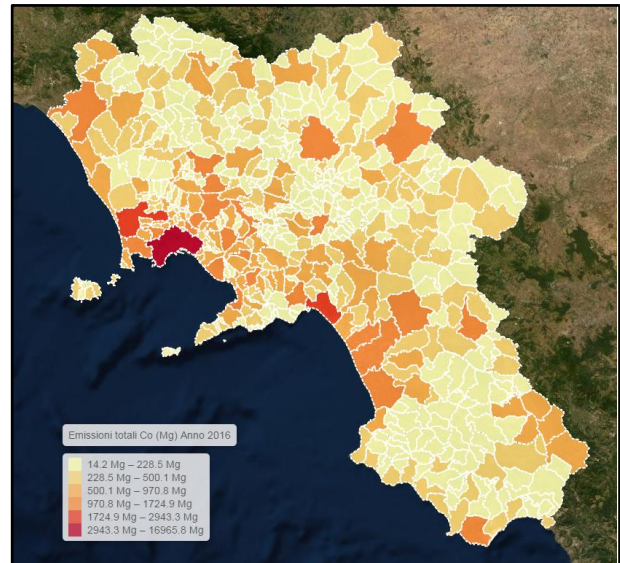 Emissioni totali Co (Mg) Anno 2016
14.2 Mg – 228.5 Mg
228.5 Mg – 500.1 Mg
500.1 Mg – 970.8 Mg
970.8 Mg – 1724.9 Mg
1724.9 Mg – 2943.3 Mg
2943.3 Mg – 16965.8 Mg